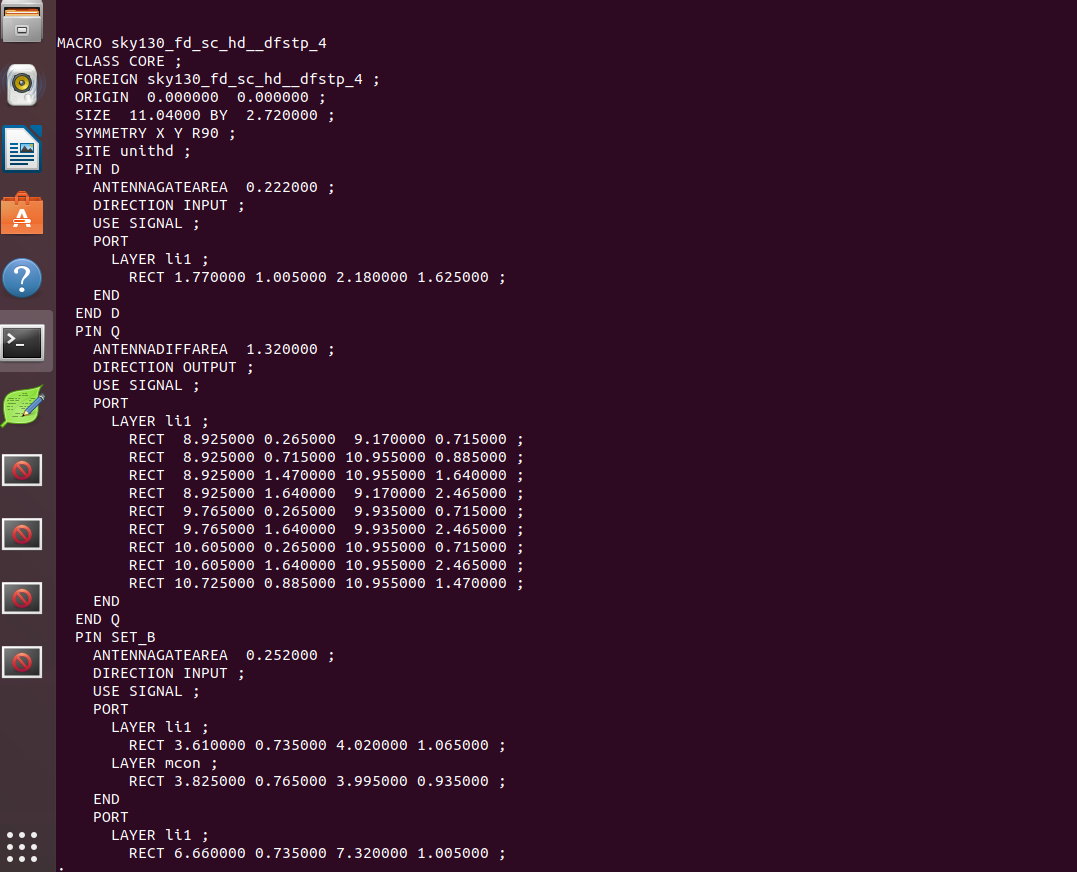 MACRO sky130_fd_sc_hd__dfstp_4
  CLASS CORE ;
  FOREIGN sky130_fd_sc_hd__dfstp_4 ;
  ORIGIN  0.000000  0.000000 ;
  SIZE  11.04000 BY  2.720000 ;
  SYMMETRY X Y R90 ;
  SITE unithd ;
  PIN D
    ANTENNAGATEAREA  0.222000 ;
    DIRECTION INPUT ;
    USE SIGNAL ;
    PORT
      LAYER li1 ;
        RECT 1.770000 1.005000 2.180000 1.625000 ;
    END
  END D
  PIN Q
    ANTENNADIFFAREA  1.320000 ;
    DIRECTION OUTPUT ;
    USE SIGNAL ;
    PORT
      LAYER li1 ;
        RECT  8.925000 0.265000  9.170000 0.715000 ;
        RECT  8.925000 0.715000 10.955000 0.885000 ;
        RECT  8.925000 1.470000 10.955000 1.640000 ;
        RECT  8.925000 1.640000  9.170000 2.465000 ;
        RECT  9.765000 0.265000  9.935000 0.715000 ;
        RECT  9.765000 1.640000  9.935000 2.465000 ;
        RECT 10.605000 0.265000 10.955000 0.715000 ;
        RECT 10.605000 1.640000 10.955000 2.465000 ;
        RECT 10.725000 0.885000 10.955000 1.470000 ;
    END
  END Q
  PIN SET_B
    ANTENNAGATEAREA  0.252000 ;
    DIRECTION INPUT ;
    USE SIGNAL ;
    PORT
      LAYER li1 ;
        RECT 3.610000 0.735000 4.020000 1.065000 ;
      LAYER mcon ;
        RECT 3.825000 0.765000 3.995000 0.935000 ;
    END
    PORT
      LAYER li1 ;
        RECT 6.660000 0.735000 7.320000 1.005000 ;